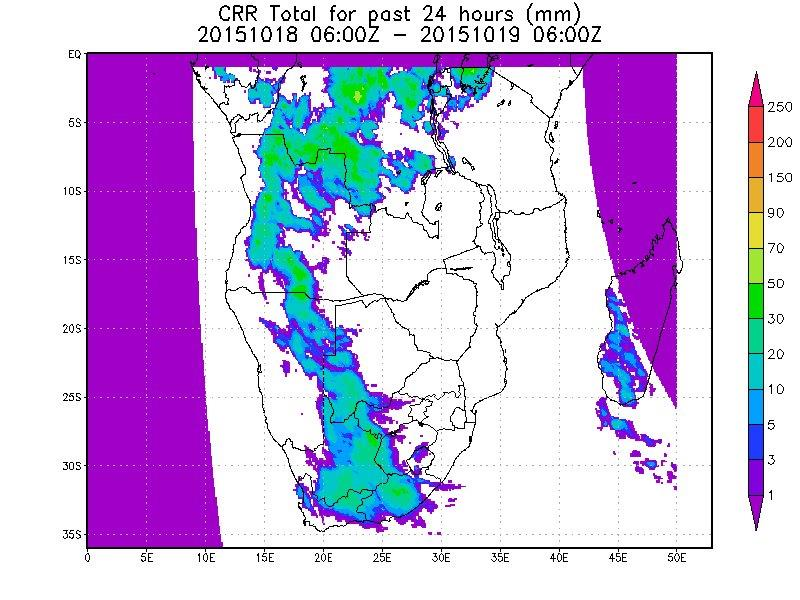 CRR Total for past 24 hours (mm)
20151018 06:00Z - 20151019 06:00Z
EQ
5S
10S
15S
20S
25S
30S
35S
0
5E
10E
15E
20E
25E
30E
35E
40E
45E
50E
250
200
150
90
70
50
30
20
10
5
3
1